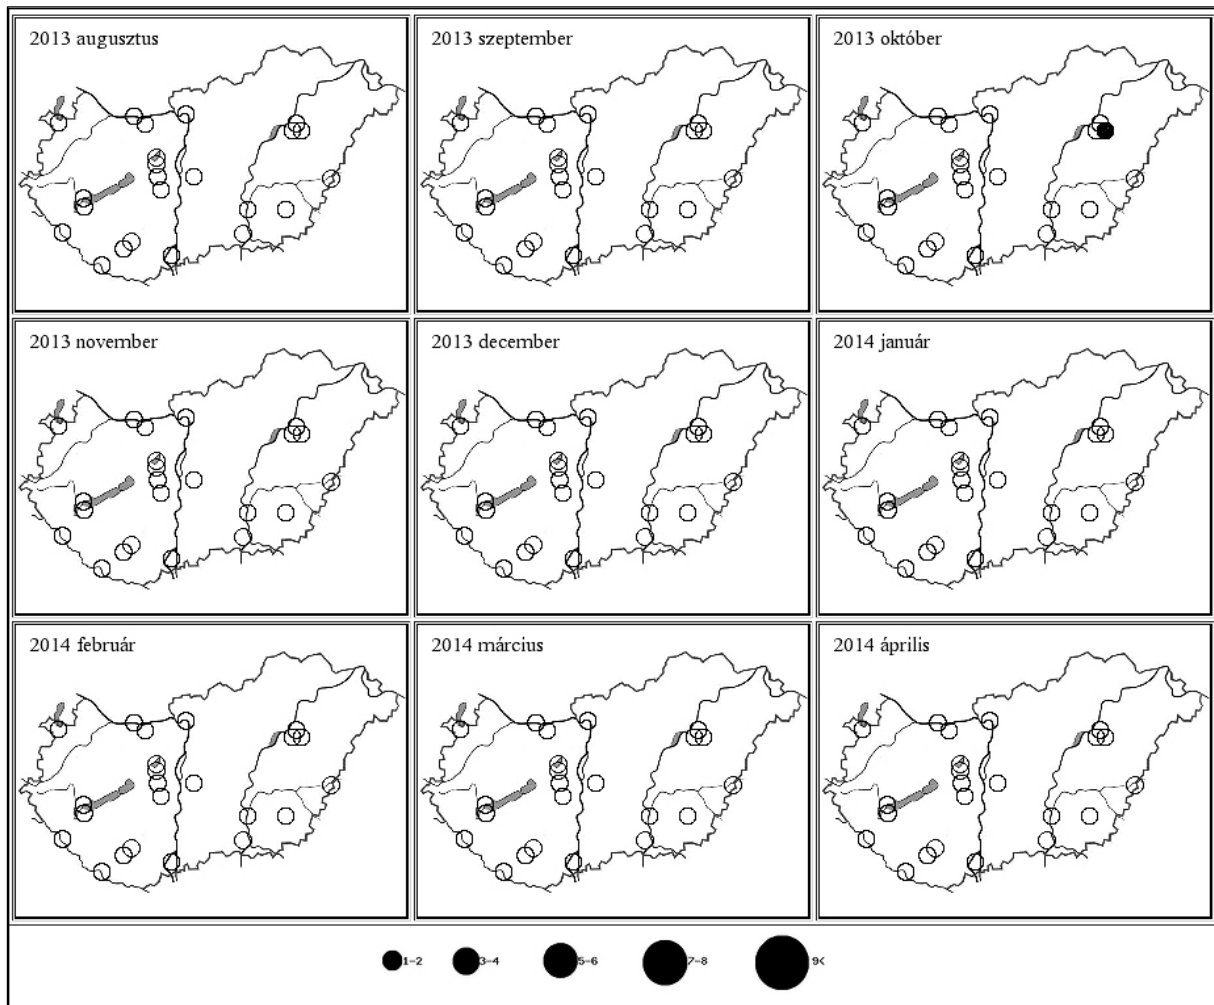 2013 augusztus
2013 szeptember
2013 október
2013 november
2013 december
2014 január
2014 február
2014 március
2014 április
1-2
3-4
5-6
7-8
9<